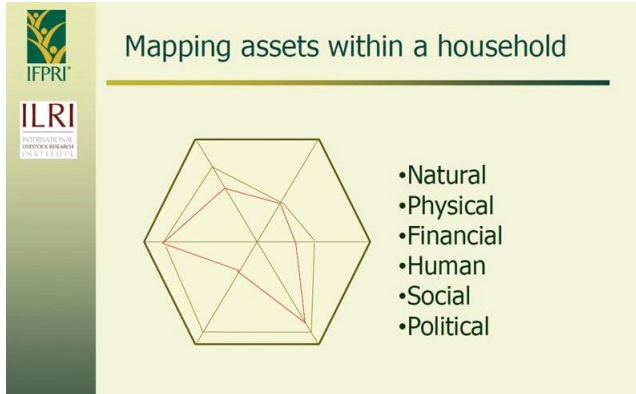 IFPRI®
Mapping assets within a household
ILRI
INTERNATIONAL
LIVESTOCK RESEARCH
INSTITUTE
•Natural
•Physical
•Financial
•Human
•Social
•Political